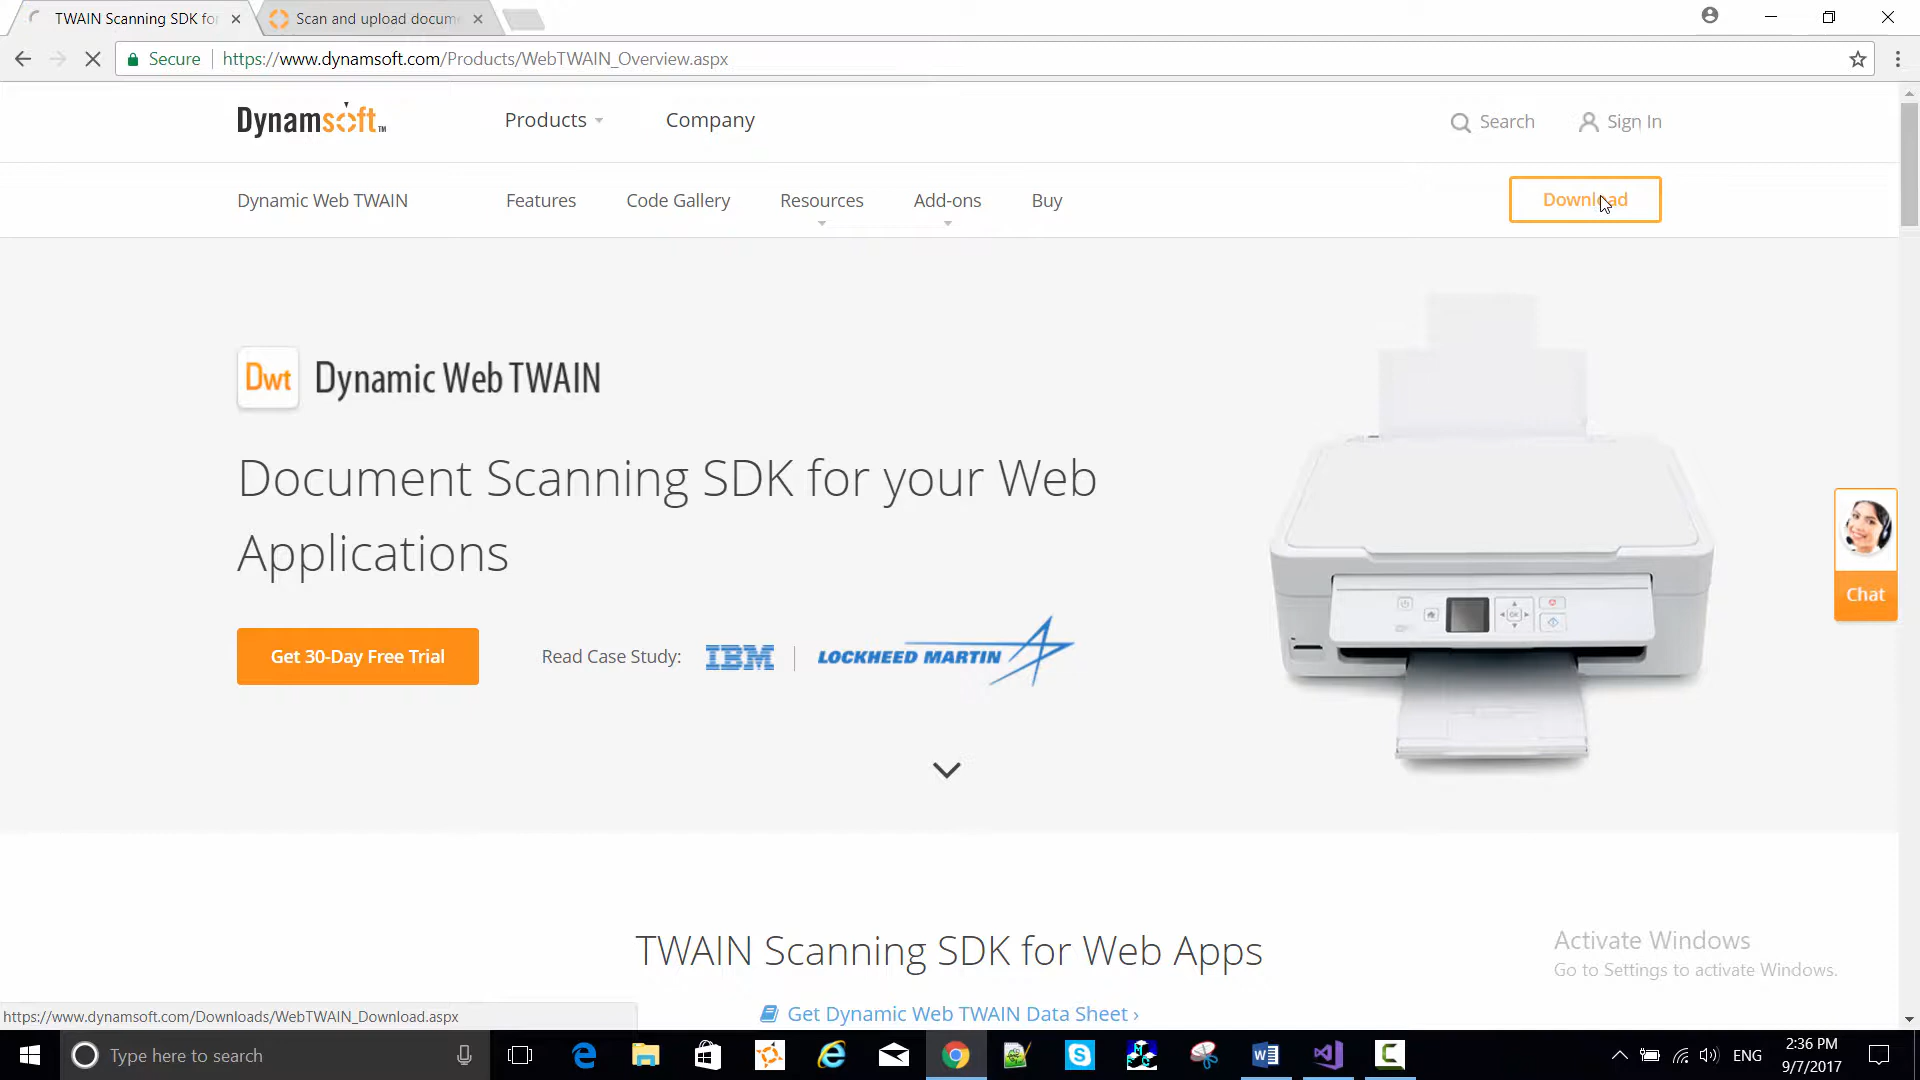 TWAIN Scanning SDK fo
Scan and upload docum
Secure
https://www.dynamsoft.com/Products/WebTWAIN_Overview.aspx
Dynamsoft TM
Products
Company
Search
Sign In
Dynamic Web TWAIN
Features
Code Gallery
Resources
Add-ons
Buy
Download
Dwt
Dynamic Web TWAIN
Document Scanning SDK for your Web
Applications
Get 30-Day Free Trial
Read Case Study:
IBM
LOCKHEED MARTIN
OK
Chat
TWAIN Scanning SDK for Web Apps
Get Dynamic Web TWAIN Data Sheet ›
Activate Windows
Go to Settings to activate Windows.
https://www.dynamsoft.com/Downloads/WebTWAIN_Download.aspx
Type here to search
ENG
2:36 PM
9/7/2017